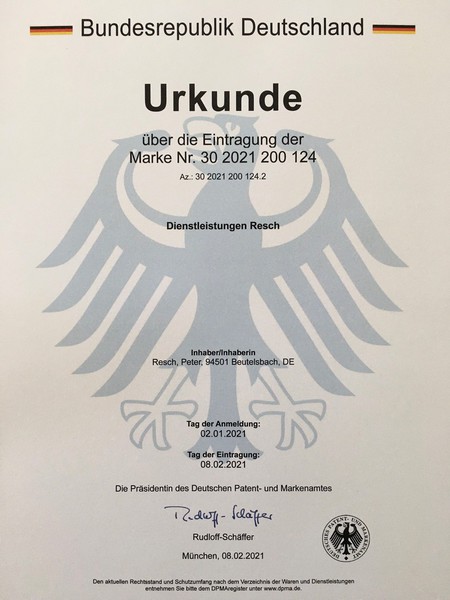 Bundesrepublik Deutschland
Urkunde
über die Eintragung der
Marke Nr. 30 2021 200 124
Az.: 30 2021 200 124.2
Dienstleistungen Resch
Inhaber/Inhaberin
Resch, Peter, 94501 Beutelsbach, DE
Tag der Anmeldung:
02.01.2021
Tag der Eintragung:
08.02.2021
Die Präsidentin des Deutschen Patent- und Markenamtes
Rudloff-Schäffer
Rudloff-Schäffer
München, 08.02.2021
DEUTSCHES PATENT- UND MARKENAMT
Den aktuellen Rechtsstand und Schutzumfang nach dem Verzeichnis der Waren und Dienstleistungen
entnehmen Sie bitte dem DPMAregister unter www.dpma.de.